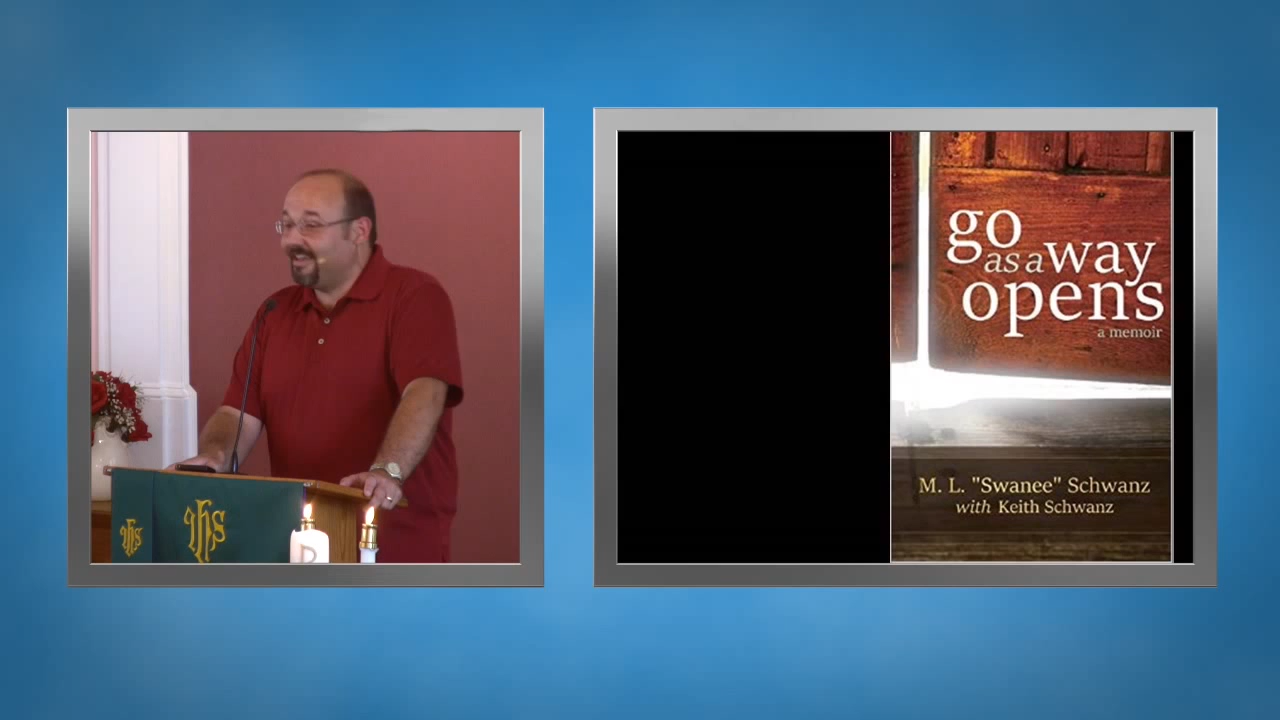 IHS
IHS
go
as a way
opens
a memoir
M. L. "Swanee" Schwanz
with Keith Schwanz